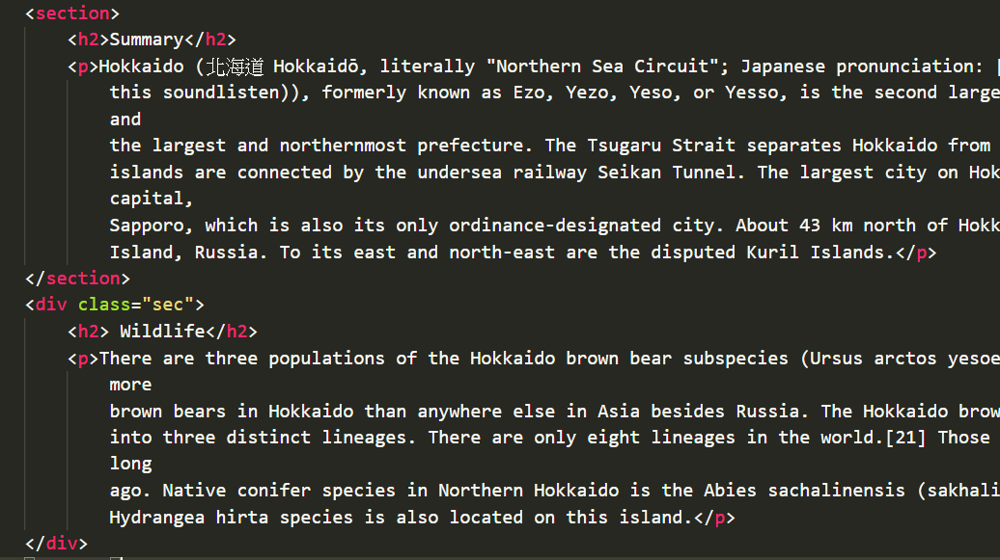 <section>
<h2>Summary</h2>
<p>Hokkaido (北海道 Hokkaidō, literally "Northern Sea Circuit"; Japanese pronunciation: [
this soundlisten)), formerly known as Ezo, Yezo, Yeso, or Yesso, is the second large
and
the largest and northernmost prefecture. The Tsugaru Strait separates Hokkaido from
islands are connected by the undersea railway Seikan Tunnel. The largest city on Hok
capital,
Sapporo, which is also its only ordinance-designated city. About 43 km north of Hokk
Island, Russia. To its east and north-east are the disputed Kuril Islands.</p>
</section>
<div class="sec">
<h2> Wildlife</h2>
<p>There are three populations of the Hokkaido brown bear subspecies (Ursus arctos yesoe
more
brown bears in Hokkaido than anywhere else in Asia besides Russia. The Hokkaido brow
into three distinct lineages. There are only eight lineages in the world.[21] Those
long
ago. Native conifer species in Northern Hokkaido is the Abies sachalinensis (sakhali
Hydrangea hirta species is also located on this island.</p>
</div>